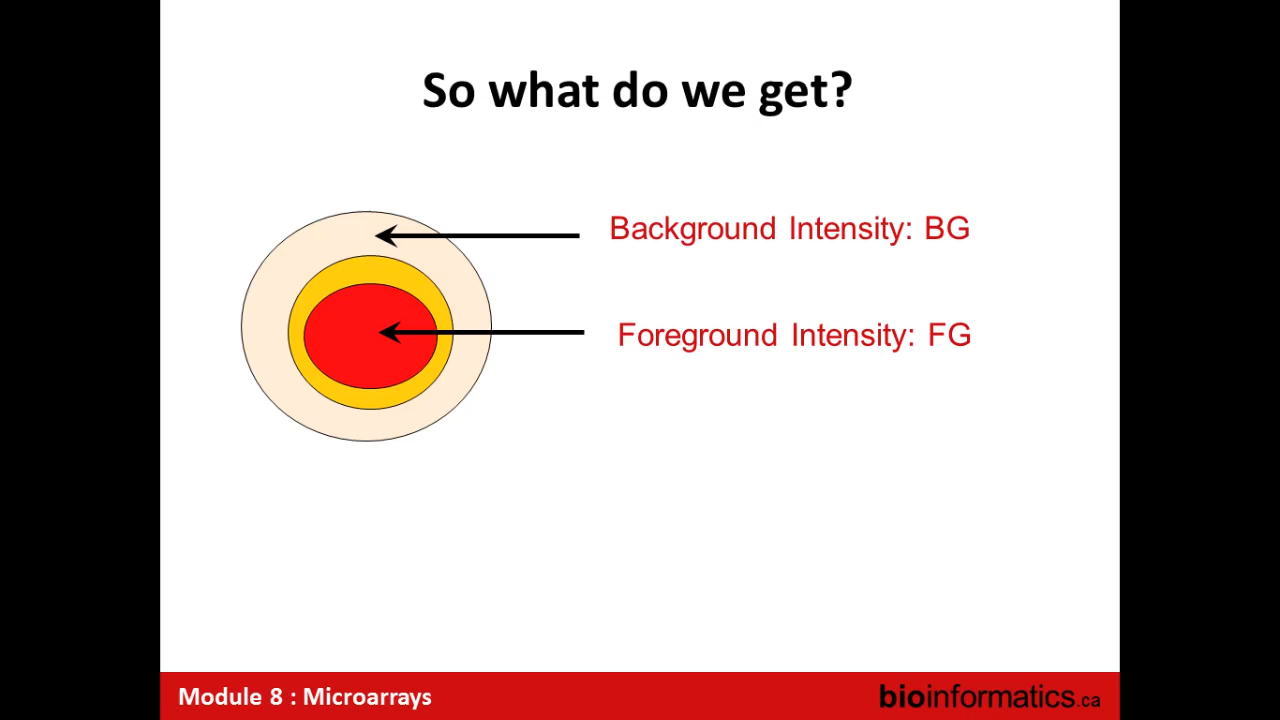 So what do we get?
Background Intensity: BG
Foreground Intensity: FG
Module 8 : Microarrays
bioinformatics.ca